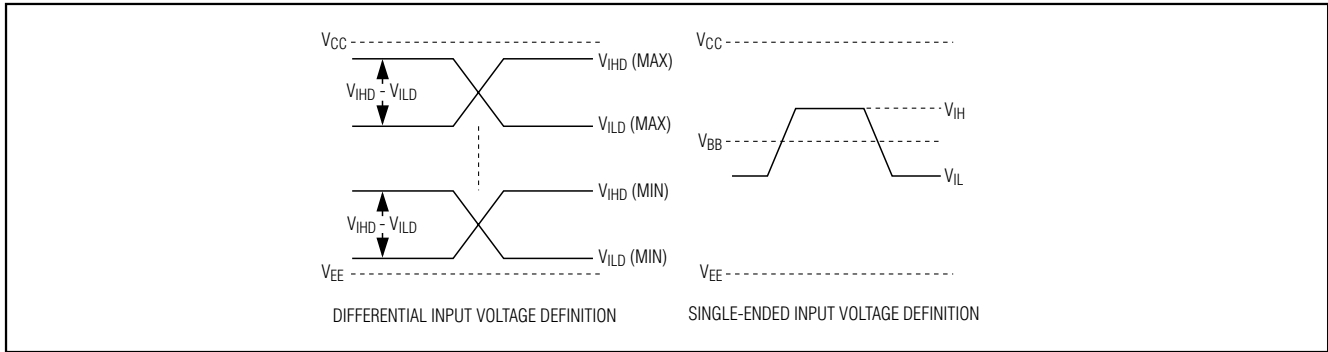 VCC
VIHD (MAX)
VIHD - VILD
VILD (MAX)
VIHD (MIN)
VIHD - VILD
VILD (MIN)
VEE
DIFFERENTIAL INPUT VOLTAGE DEFINITION
VCC
VIH
VBB
VIL
VEE
SINGLE-ENDED INPUT VOLTAGE DEFINITION